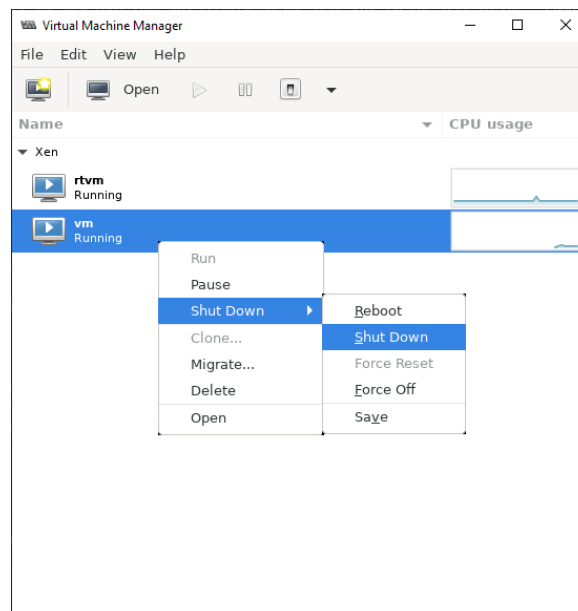 Virtual Machine Manager
File Edit View Help
Open
Name CPU usage
Xen
rtvm
Running
vm
Running
Run
Pause
Shut Down
Clone...
Migrate...
Delete
Open
Reboot
Shut Down
Force Reset
Force Off
Save